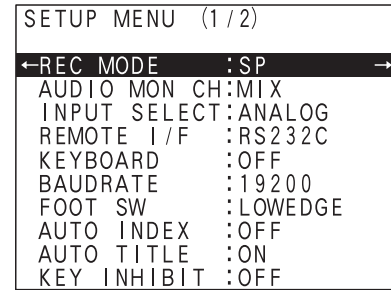 SETUP MENU (1/2)
←REC MODE :SP →
AUDIO MON CH:MIX
INPUT SELECT:ANALOG
REMOTE I/F :RS232C
KEYBOARD :OFF
BAUDRATE :19200
FOOT SW :LOWEDGE
AUTO INDEX :OFF
AUTO TITLE :ON
KEY INHIBIT :OFF